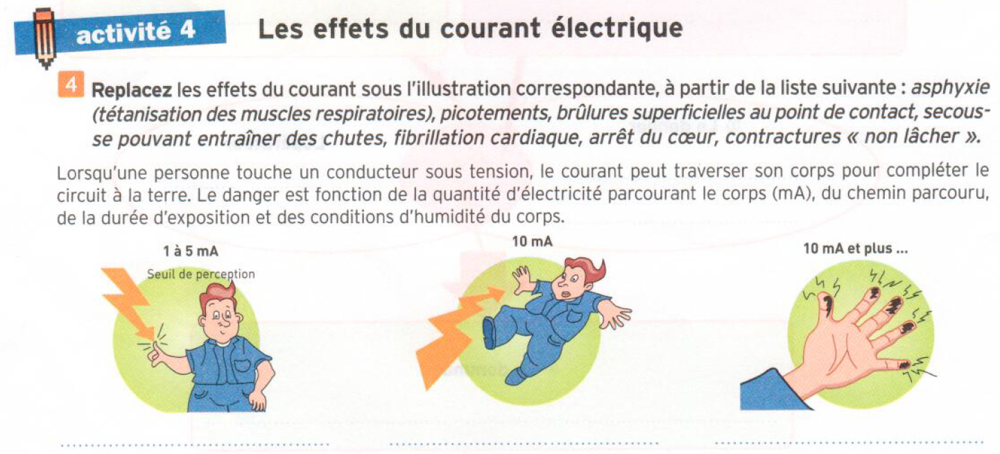 activité 4 Les effets du courant électrique
4 Replacez les effets du courant sous l'illustration correspondante, à partir de la liste suivante : asphyxie
(tétanisation des muscles respiratoires), picotements, brûlures superficielles au point de contact, secous-
se pouvant entraîner des chutes, fibrillation cardiaque, arrêt du cœur, contractures « non lâcher ».
Lorsqu'une personne touche un conducteur sous tension, le courant peut traverser son corps pour compléter le
circuit à la terre. Le danger est fonction de la quantité d'électricité parcourant le corps (mA), du chemin parcouru,
de la durée d'exposition et des conditions d'humidité du corps.
1 à 5 mA
Seuil de perception
10 mA
10 mA et plus ...